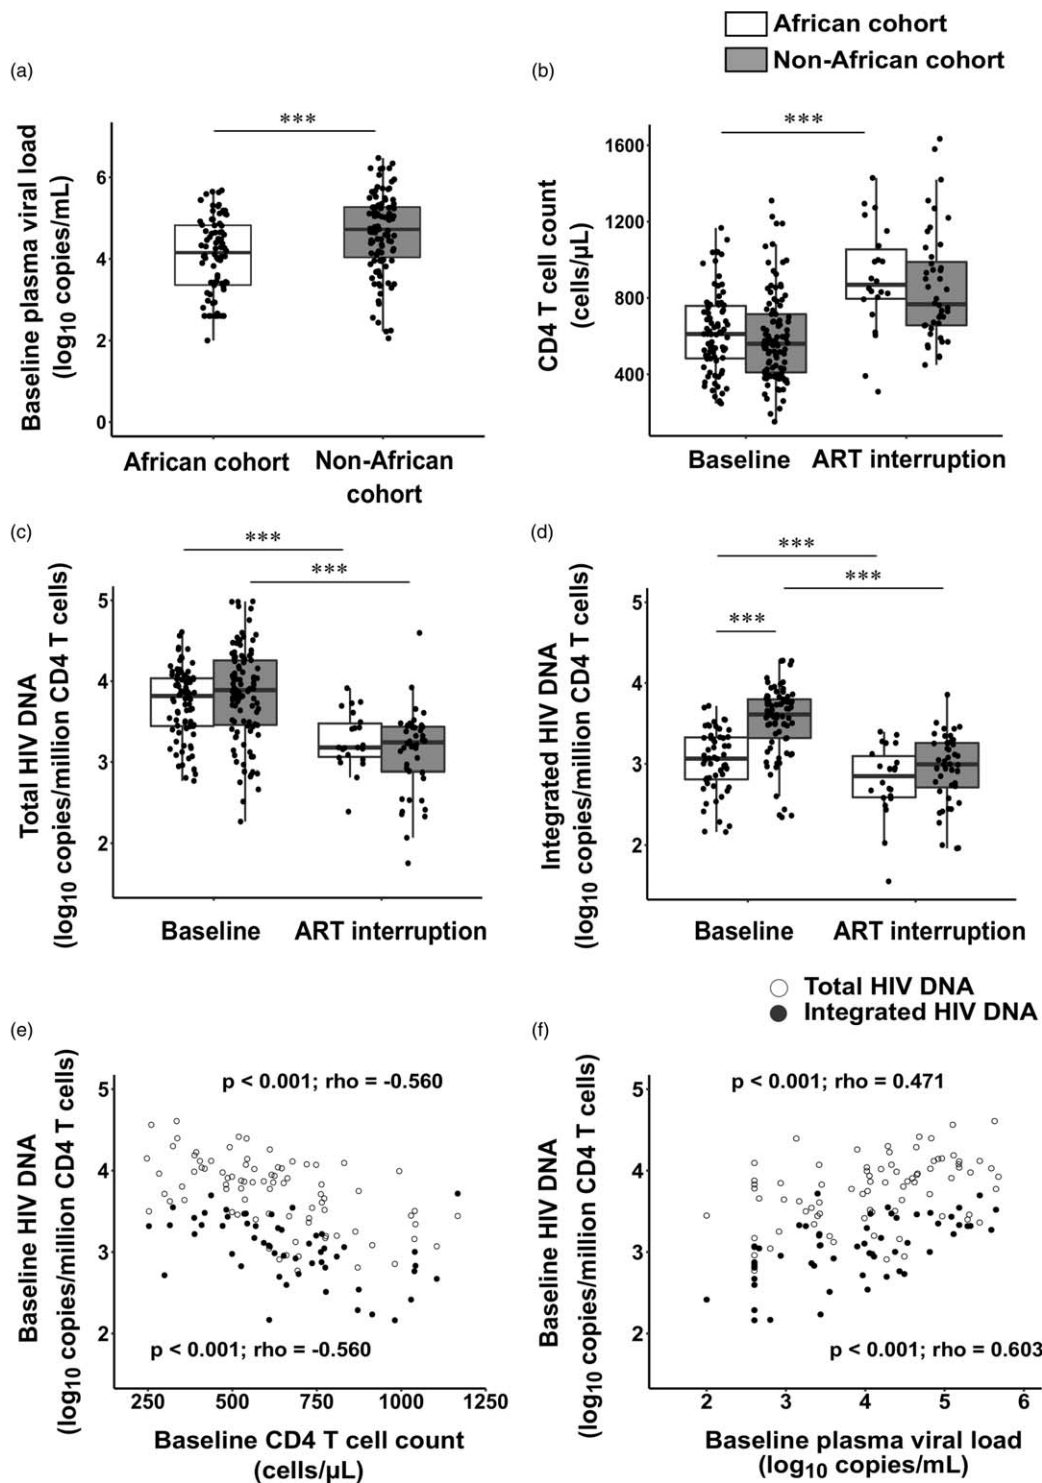 African cohort
Non-African cohort
(a)
(b)
Baseline plasma viral load
(log10 copies/mL)
***
6
4
2
0
African cohort
Non-African
cohort
CD4 T cell count
(cells/µL)
***
1600
1200
800
400
Baseline
ART interruption
(c)
(d)
Total HIV DNA
(log10 copies/million CD4 T cells)
***
***
5
4
3
2
Baseline
ART interruption
Integrated HIV DNA
(log10 copies/million CD4 T cells)
***
***
***
5
4
3
2
Baseline
ART interruption
Total HIV DNA
Integrated HIV DNA
(e)
(f)
Baseline HIV DNA
(log10 copies/million CD4 T cells)
p < 0.001; rho = -0.560
5
4
3
2
p < 0.001; rho = -0.560
250
500
750
1000
1250
Baseline CD4 T cell count
(cells/µL)
Baseline HIV DNA
(log10 copies/million CD4 T cells)
p < 0.001; rho = 0.471
5
4
3
2
p < 0.001; rho = 0.603
2
3
4
5
6
Baseline plasma viral load
(log10 copies/mL)